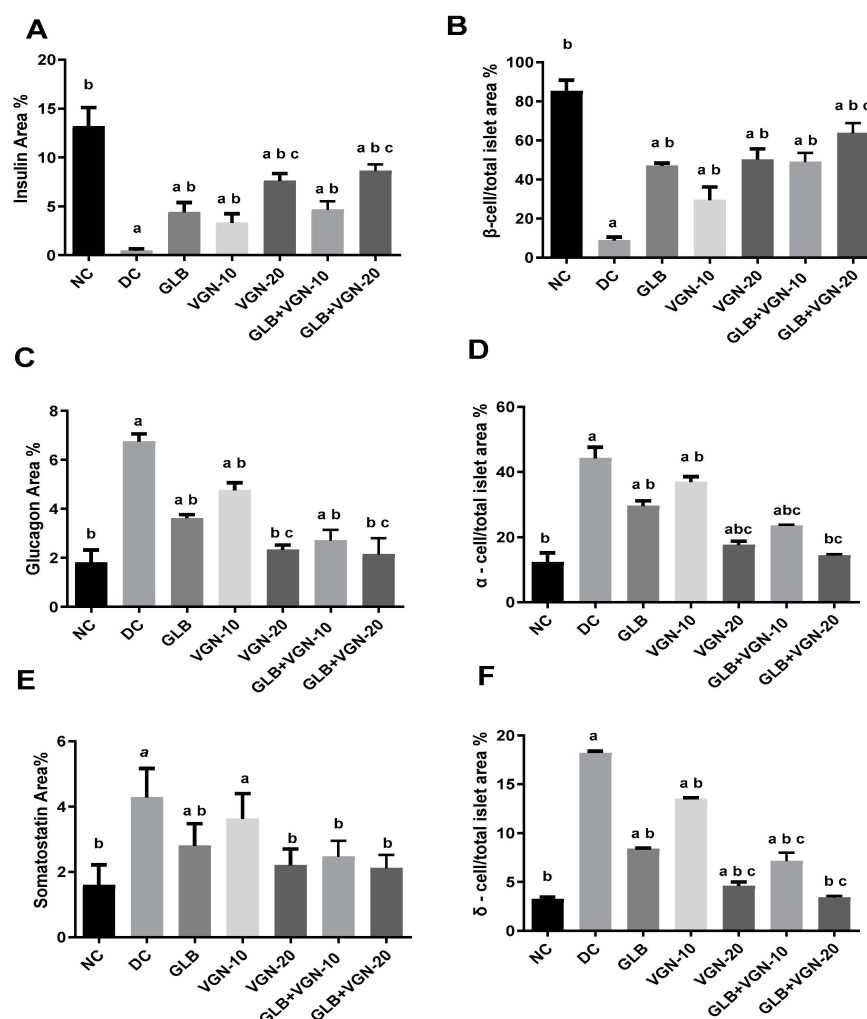 A
Insulin Area %
20
15
10
5
0
b
a
a b
a b
a b c
a b
a b c
NC
DC
GLB
VGN-10
VGN-20
GLB+VGN-10
GLB+VGN-20
B
β-cell/total islet area %
100
80
60
40
20
0
b
a
a b
a b
a b
a b
a b c
NC
DC
GLB
VGN-10
VGN-20
GLB+VGN-10
GLB+VGN-20
C
Glucagon Area %
8
6
4
2
0
b
a
a b
a b
b c
a b
b c
NC
DC
GLB
VGN-10
VGN-20
GLB+VGN-10
GLB+VGN-20
D
α - cell/total islet area %
60
40
20
0
b
a
a b
a b
abc
abc
bc
NC
DC
GLB
VGN-10
VGN-20
GLB+VGN-10
GLB+VGN-20
E
Somatostatin Area%
6
4
2
0
b
a
a b
a
b
b
b
NC
DC
GLB
VGN-10
VGN-20
GLB+VGN-10
GLB+VGN-20
F
δ - cell/total islet area %
20
15
10
5
0
b
a
a b
a b
a b c
a b c
b c
NC
DC
GLB
VGN-10
VGN-20
GLB+VGN-10
GLB+VGN-20